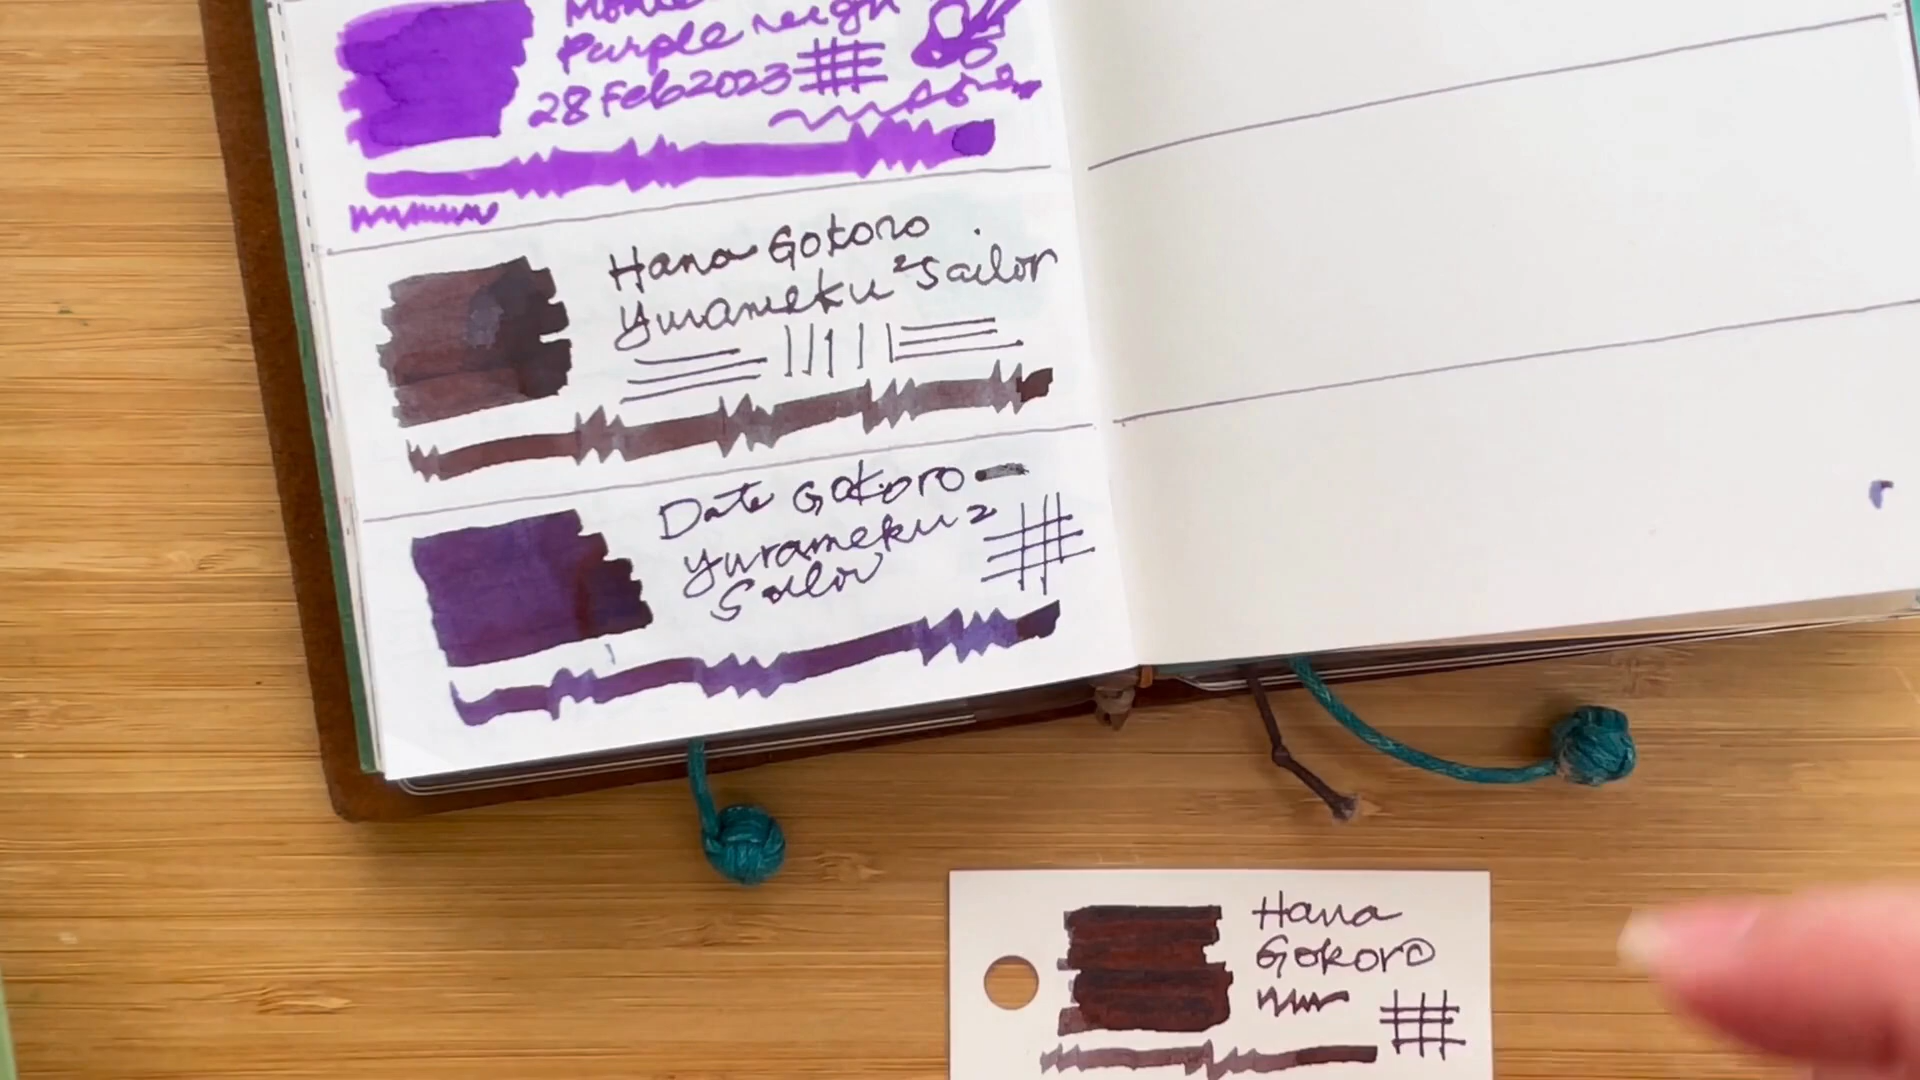 Purple reign
28 Feb 2023
Hana Gokoro
Yurameku 2 Sailor
Date Gokoro
yurameku 2
Sailor
Hana
Gokoro